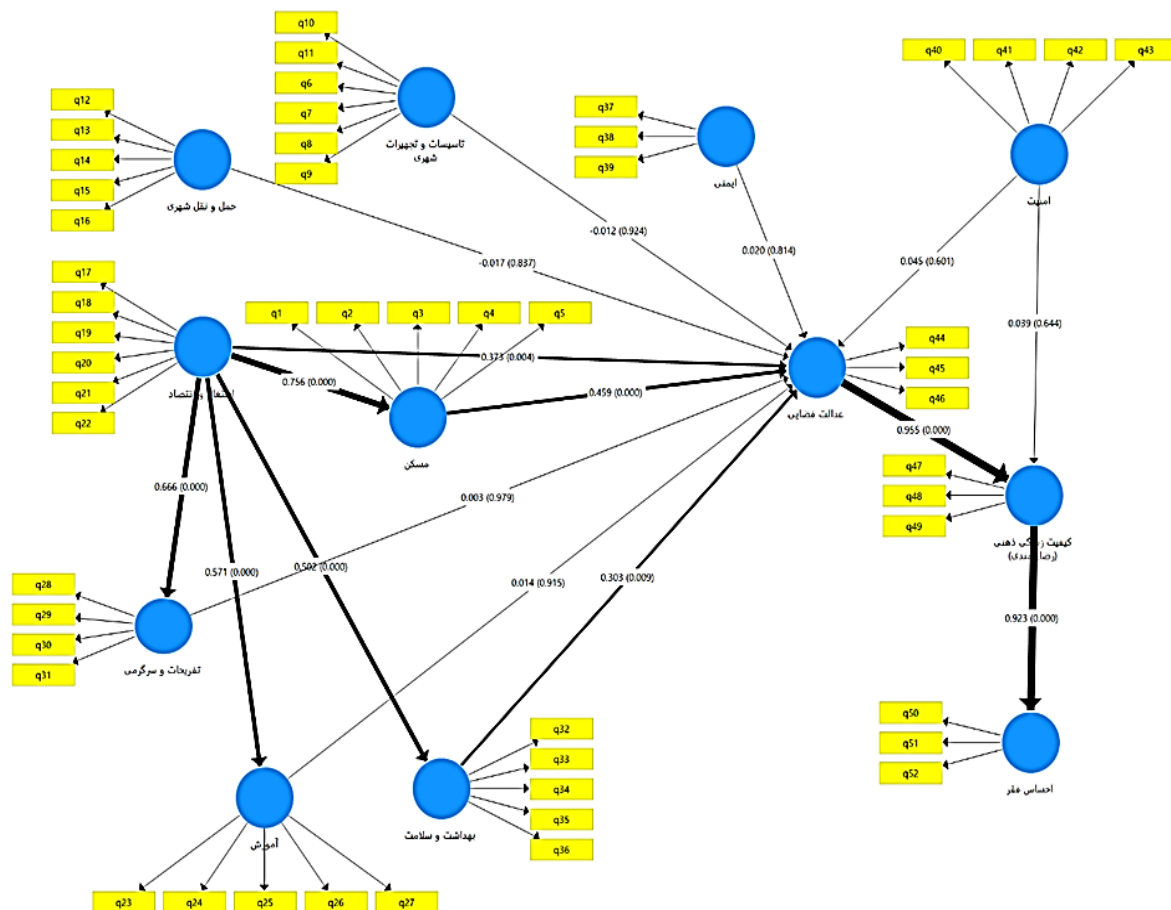 q10
q11
q6
q7
q8
q9
تاسیسات و تجهیزات
شهری
q12
q13
q14
q15
q16
حمل و نقل شهری
q37
q38
q39
ایمنی
q40
q41
q42
q43
امنیت
-0.012 (0.924)
0.020 (0.814)
0.045 (0.601)
-0.017 (0.837)
0.039 (0.644)
q17
q18
q19
q20
q21
q22
q1
q2
q3
q4
q5
0.373 (0.004)
0.756 (0.000)
0.459 (0.000)
مسکن
q44
q45
q46
عدالت فضایی
0.955 (0.000)
q47
q48
q49
کیفیت زندگی ذهنی
(رضایتمندی)
0.666 (0.000)
0.003 (0.979)
0.571 (0.000)
0.502 (0.000)
0.014 (0.915)
0.303 (0.009)
0.923 (0.000)
q28
q29
q30
q31
تفریحات و سرگرمی
q32
q33
q34
q35
q36
بهداشت و سلامت
q50
q51
q52
احساس فقر
آموزش
q23
q24
q25
q26
q27